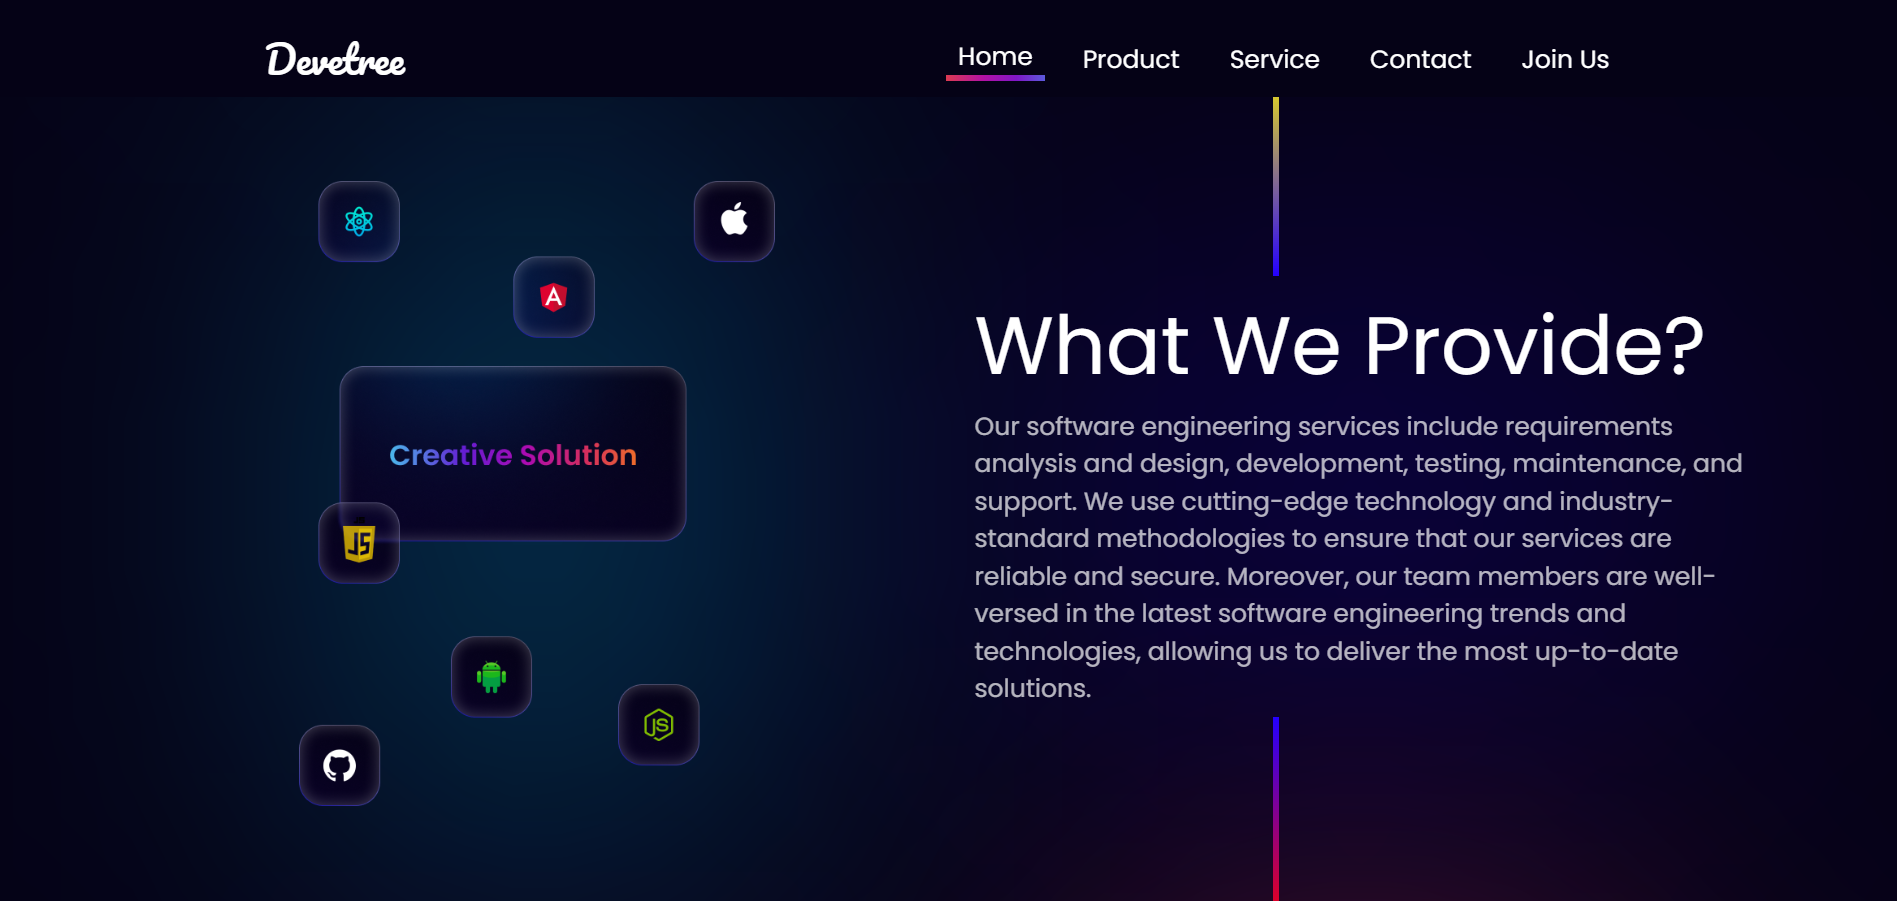 Devetree
Home Product Service Contact Join Us
Creative Solution
JS
JS
What We Provide?
Our software engineering services include requirements
analysis and design, development, testing, maintenance, and
support. We use cutting-edge technology and industry-
standard methodologies to ensure that our services are
reliable and secure. Moreover, our team members are well-
versed in the latest software engineering trends and
technologies, allowing us to deliver the most up-to-date
solutions.